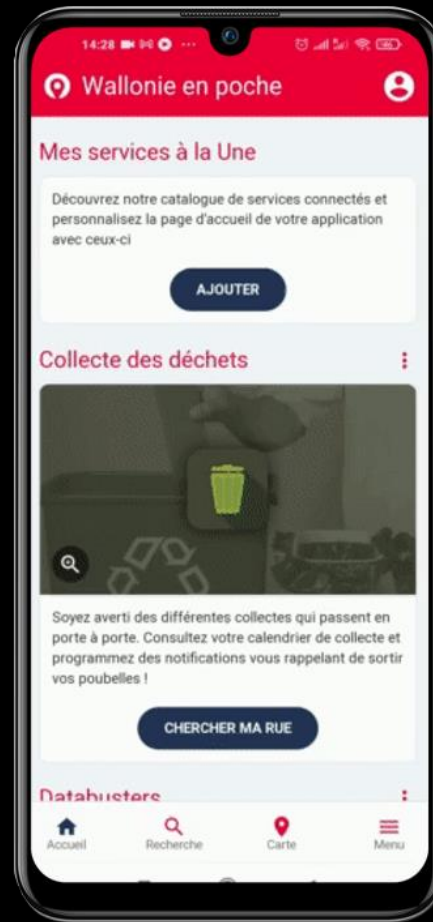 14:28
Wallonie en poche
Mes services à la Une
Découvrez notre catalogue de services connectés et
personnalisez la page d'accueil de votre application
avec ceux-ci
AJOUTER
Collecte des déchets
Soyez averti des différentes collectes qui passent en
porte à porte. Consultez votre calendrier de collecte et
programmez des notifications vous rappelant de sortir
vos poubelles !
CHERCHER MA RUE
Databusters
Accueil
Recherche
Carte
Menu